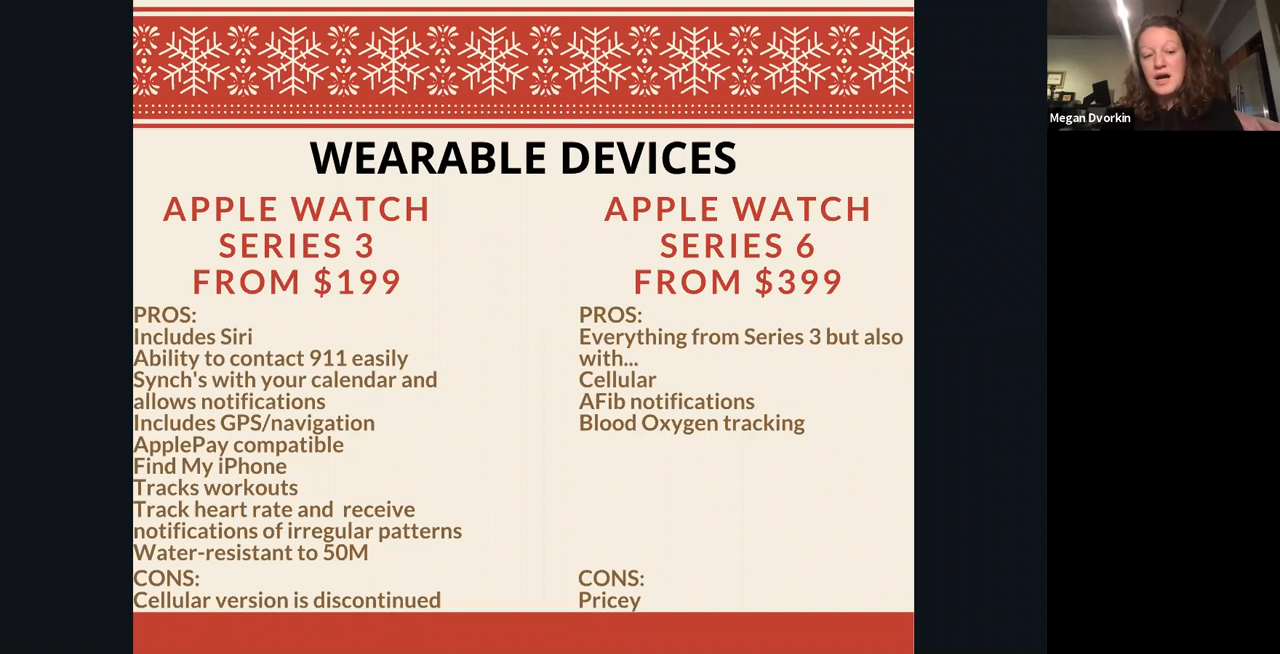 WEARABLE DEVICES
APPLE WATCH
SERIES 3
FROM $199
PROS:
Includes Siri
Ability to contact 911 easily
Synch's with your calendar and
allows notifications
Includes GPS/navigation
ApplePay compatible
Find My iPhone
Tracks workouts
Track heart rate and  receive
notifications of irregular patterns
Water-resistant to 50M
CONS:
Cellular version is discontinued
APPLE WATCH
SERIES 6
FROM $399
PROS:
Everything from Series 3 but also
with...
Cellular
AFib notifications
Blood Oxygen tracking
CONS:
Pricey
Megan Dvorkin